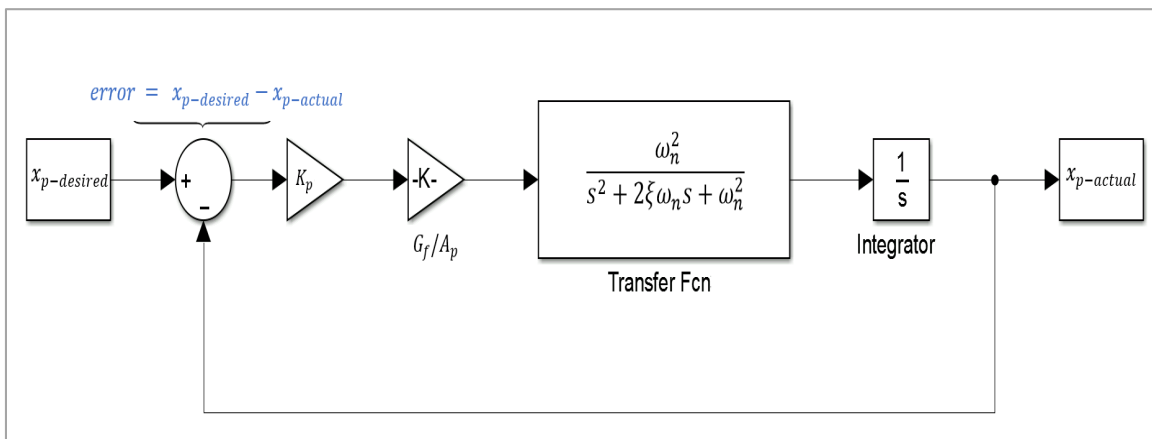 error = x_{p-desired} − x_{p-actual}
x_{p-desired}
+
−
K_p
-K-
G_f/A_p
ω_n^2
s^2 + 2ξω_n s + ω_n^2
Transfer Fcn
1
s
Integrator
x_{p-actual}